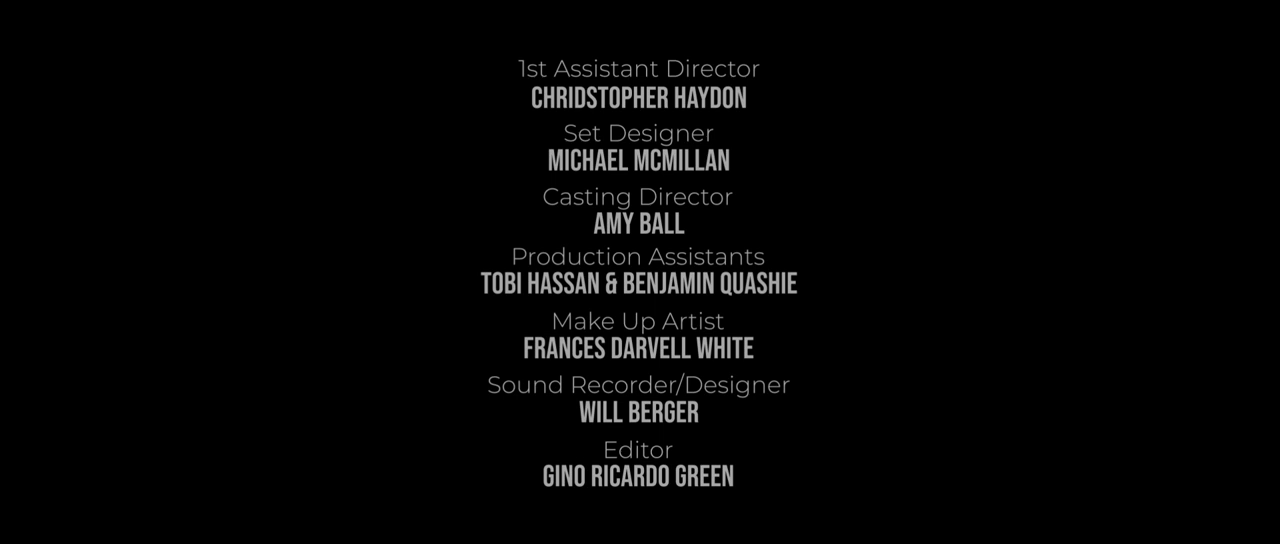 1st Assistant Director
CHRIDSTOPHER HAYDON
Set Designer
MICHAEL MCMILLAN
Casting Director
AMY BALL
Production Assistants
TOBI HASSAN & BENJAMIN QUASHIE
Make Up Artist
FRANCES DARVELL WHITE
Sound Recorder/Designer
WILL BERGER
Editor
GINO RICARDO GREEN